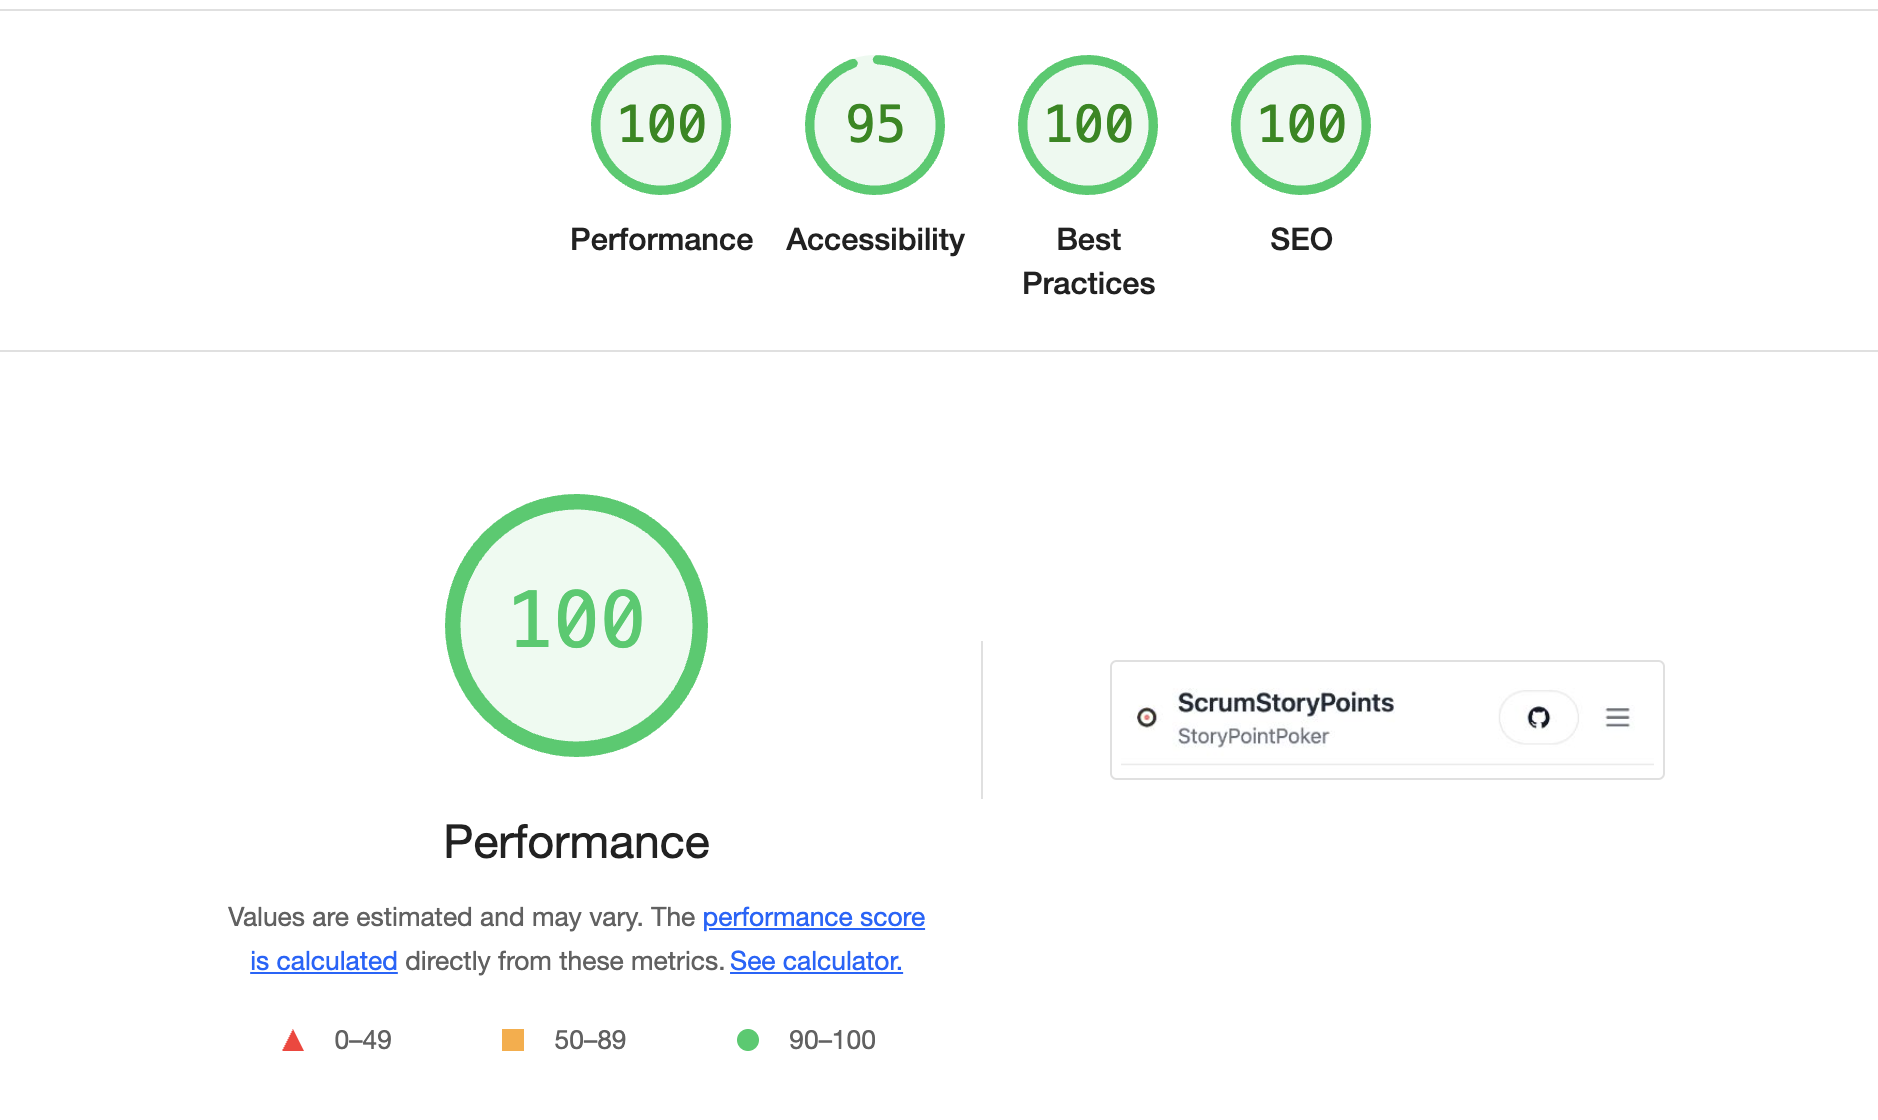 100
95
100
100
Performance
Accessibility
Best
Practices
SEO
100
Performance
Values are estimated and may vary. The performance score
is calculated directly from these metrics. See calculator.
0–49
50–89
90–100
ScrumStoryPoints
StoryPointPoker